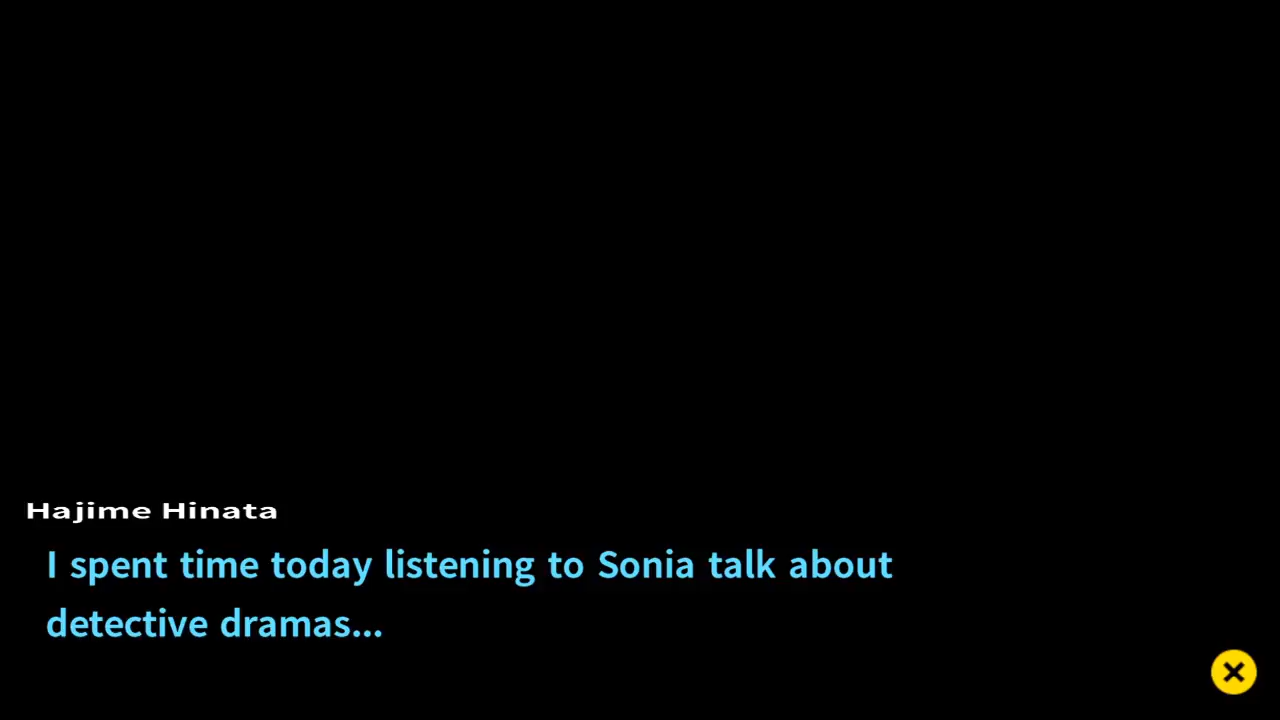 Hajime Hinata
I spent time today listening to Sonia talk about
detective dramas...